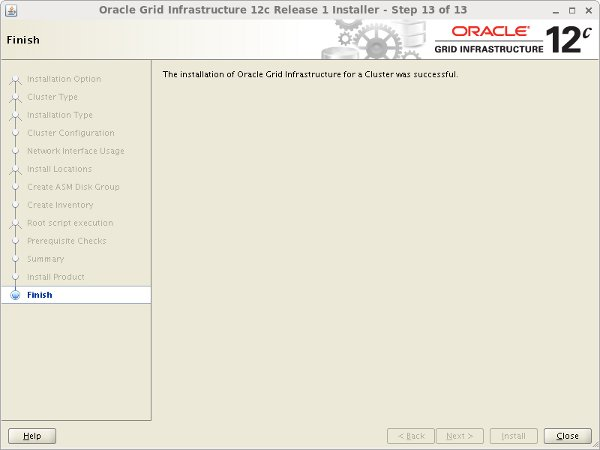 Oracle Grid Infrastructure 12c Release 1 Installer - Step 13 of 13
Finish
ORACLE
GRID INFRASTRUCTURE 12c
Installation Option
Cluster Type
Installation Type
Cluster Configuration
Network Interface Usage
Install Locations
Create ASM Disk Group
Create Inventory
Root script execution
Prerequisite Checks
Summary
Install Product
Finish
The installation of Oracle Grid Infrastructure for a Cluster was successful.
Help
< Back Next > Install Close